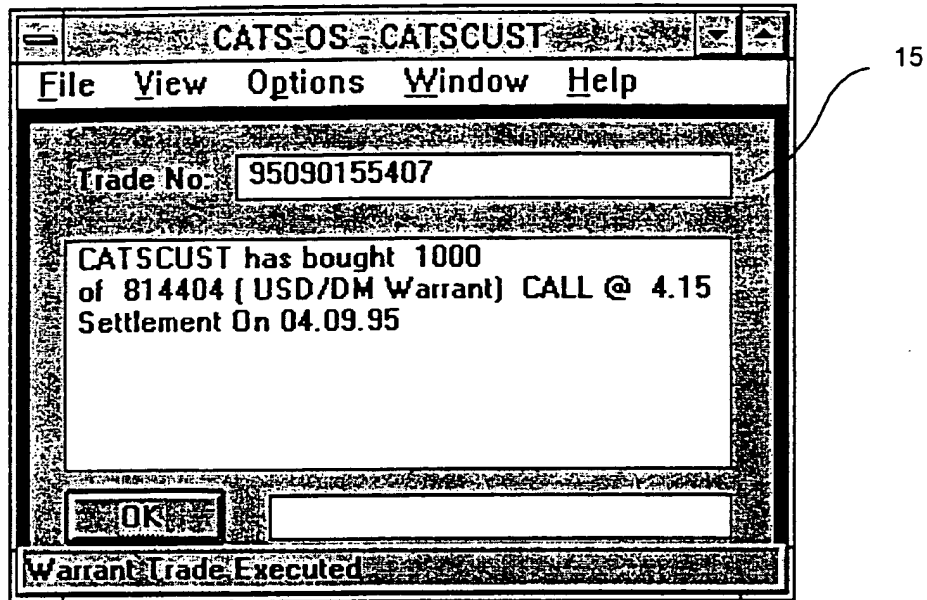 CATS-OS - CATSCUST
File View Options Window Help
15
Trade No: 95090155407
CATSCUST has bought 1000
of 814404 ( USD/DM Warrant) CALL @ 4.15
Settlement On 04.09.95
OK
Warrant Trade Executed